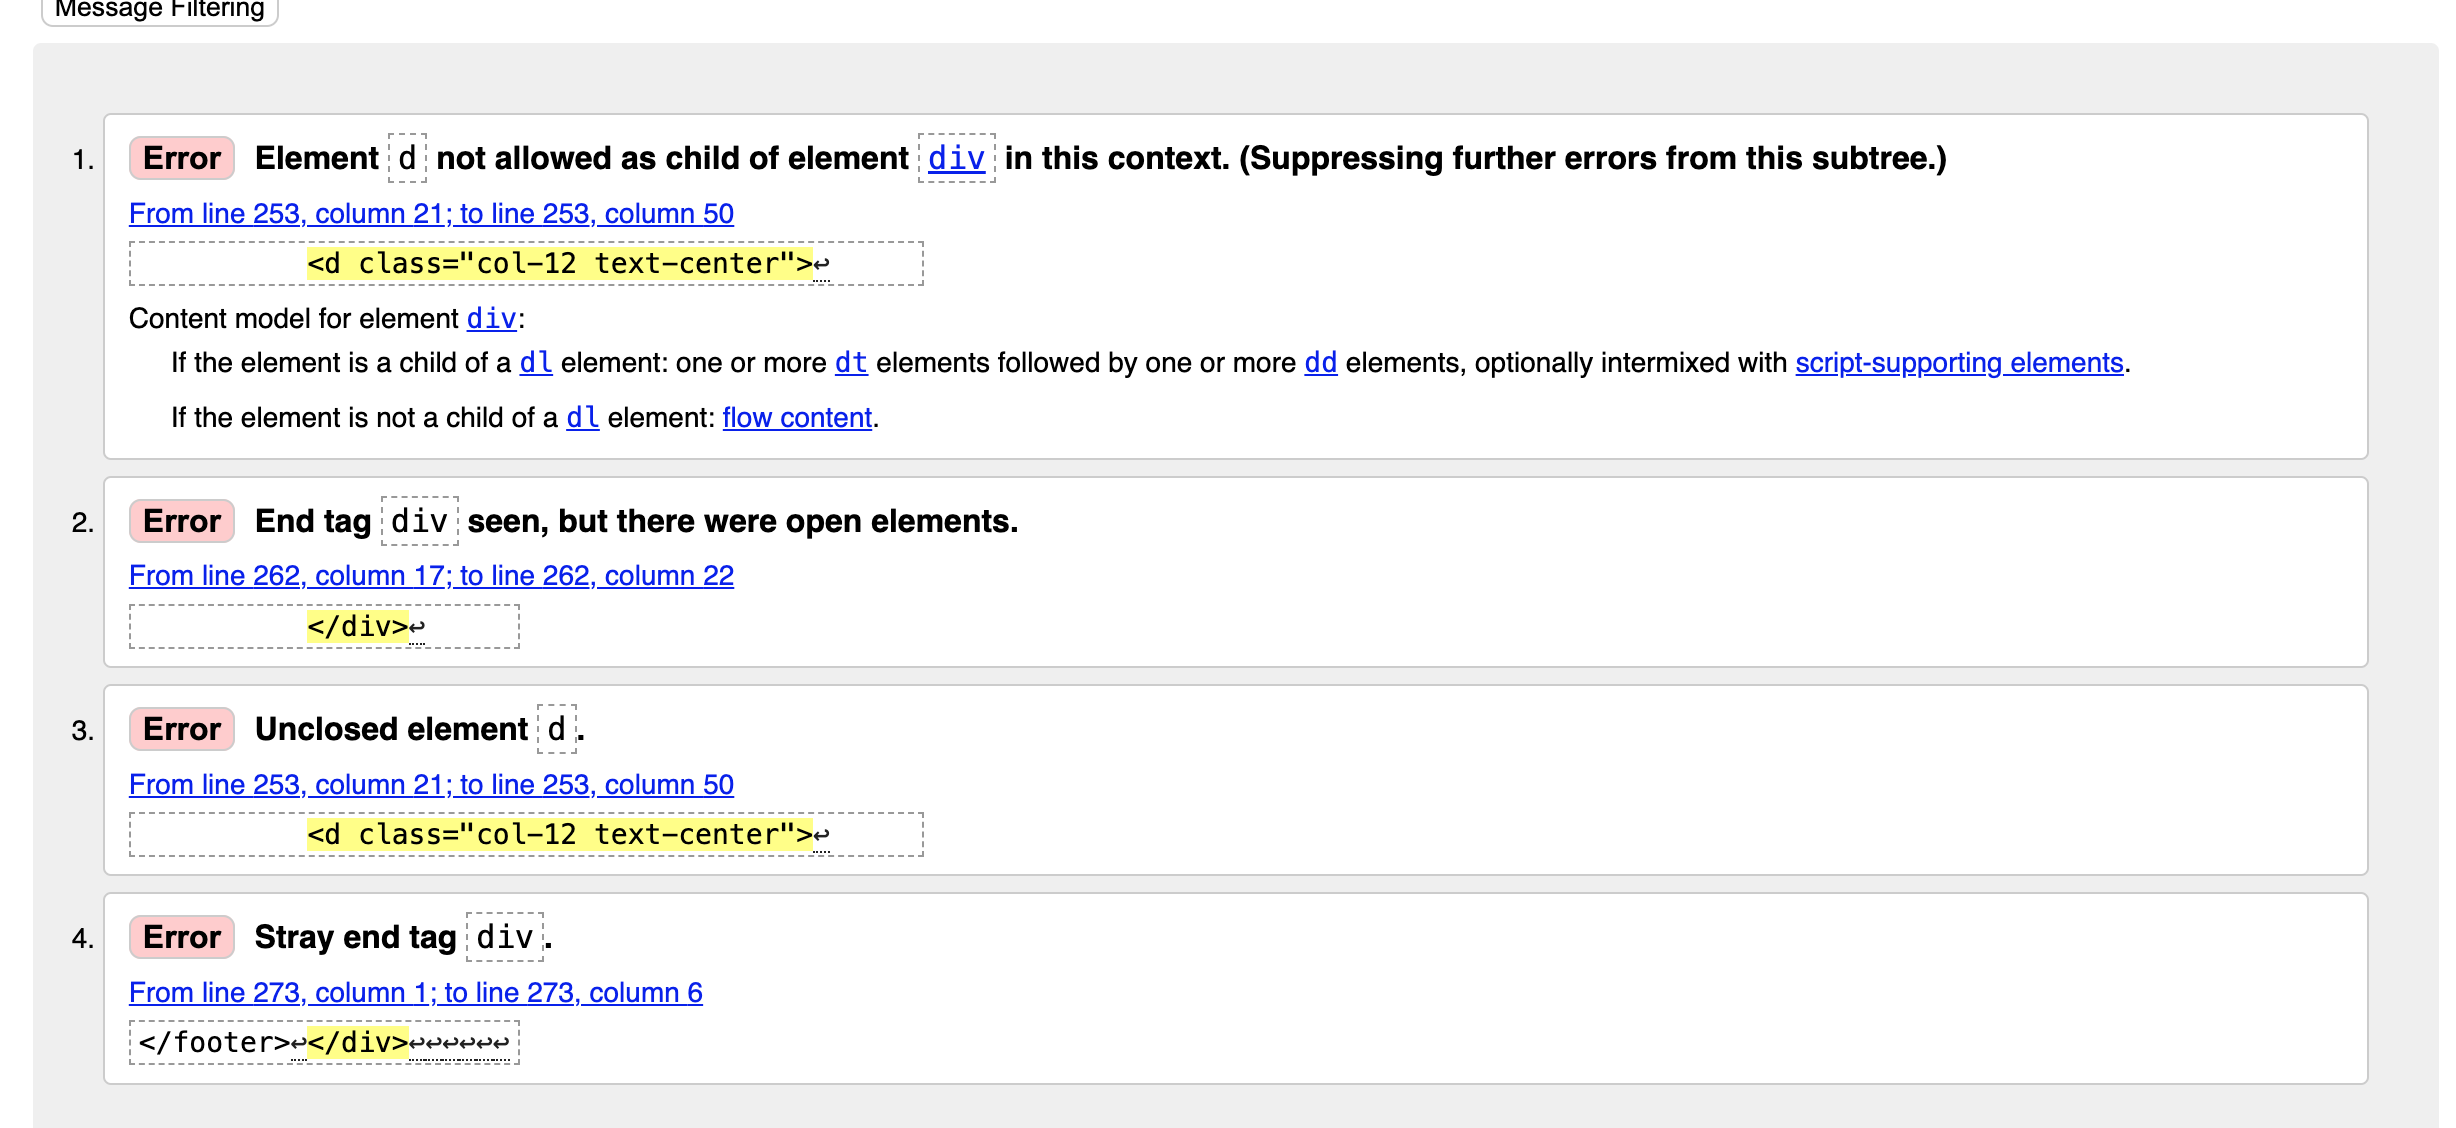 Message Filtering
1. Error Element d not allowed as child of element div in this context. (Suppressing further errors from this subtree.)
From line 253, column 21; to line 253, column 50
<d class="col-12 text-center">↩
Content model for element div:
If the element is a child of a dl element: one or more dt elements followed by one or more dd elements, optionally intermixed with script-supporting elements.
If the element is not a child of a dl element: flow content.
2. Error End tag div seen, but there were open elements.
From line 262, column 17; to line 262, column 22
</div>↩
3. Error Unclosed element d.
From line 253, column 21; to line 253, column 50
<d class="col-12 text-center">↩
4. Error Stray end tag div.
From line 273, column 1; to line 273, column 6
</footer>↩</div>↩↩↩↩↩↩